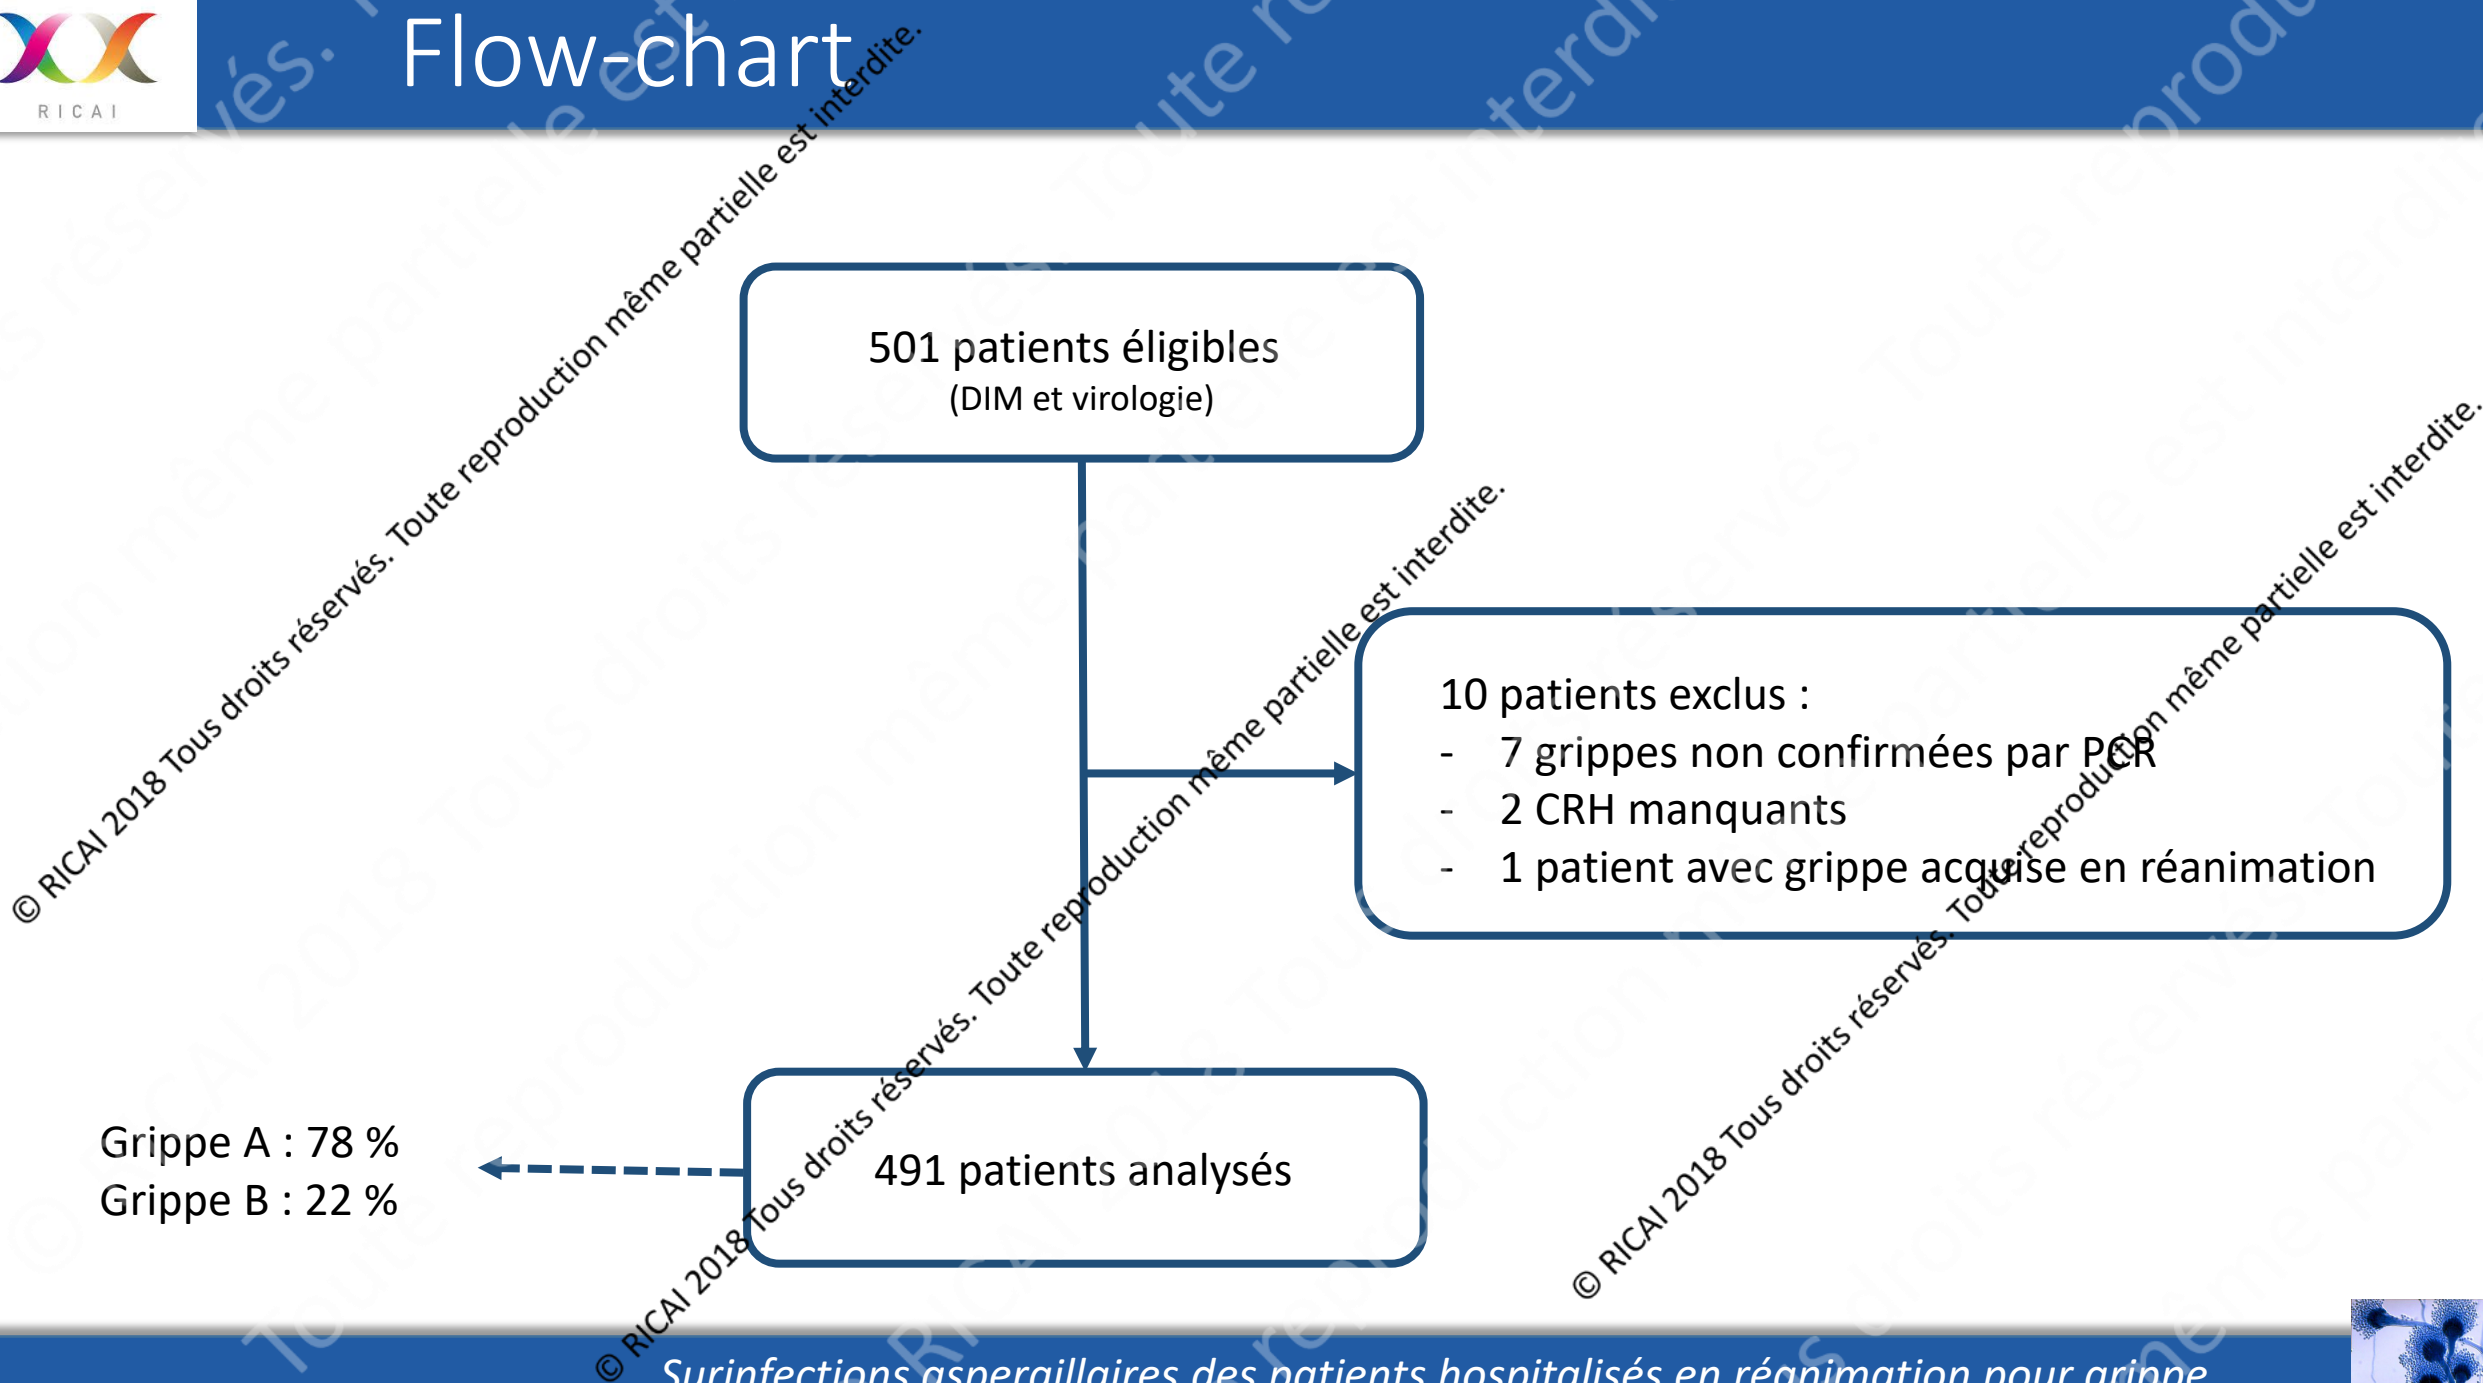 RICAI
Flow-chart
501 patients éligibles
(DIM et virologie)
10 patients exclus :
- 7 grippes non confirmées par PCR
- 2 CRH manquants
- 1 patient avec grippe acquise en réanimation
491 patients analysés
Grippe A : 78 %
Grippe B : 22 %
© RICAI 2018 Tous droits réservés. Toute reproduction même partielle est interdite.
© RICAI 2018 Tous droits réservés. Toute reproduction même partielle est interdite.
© RICAI 2018 Tous droits réservés. Toute reproduction même partielle est interdite.
Surinfections aspergillaires des patients hospitalisés en réanimation pour grippe